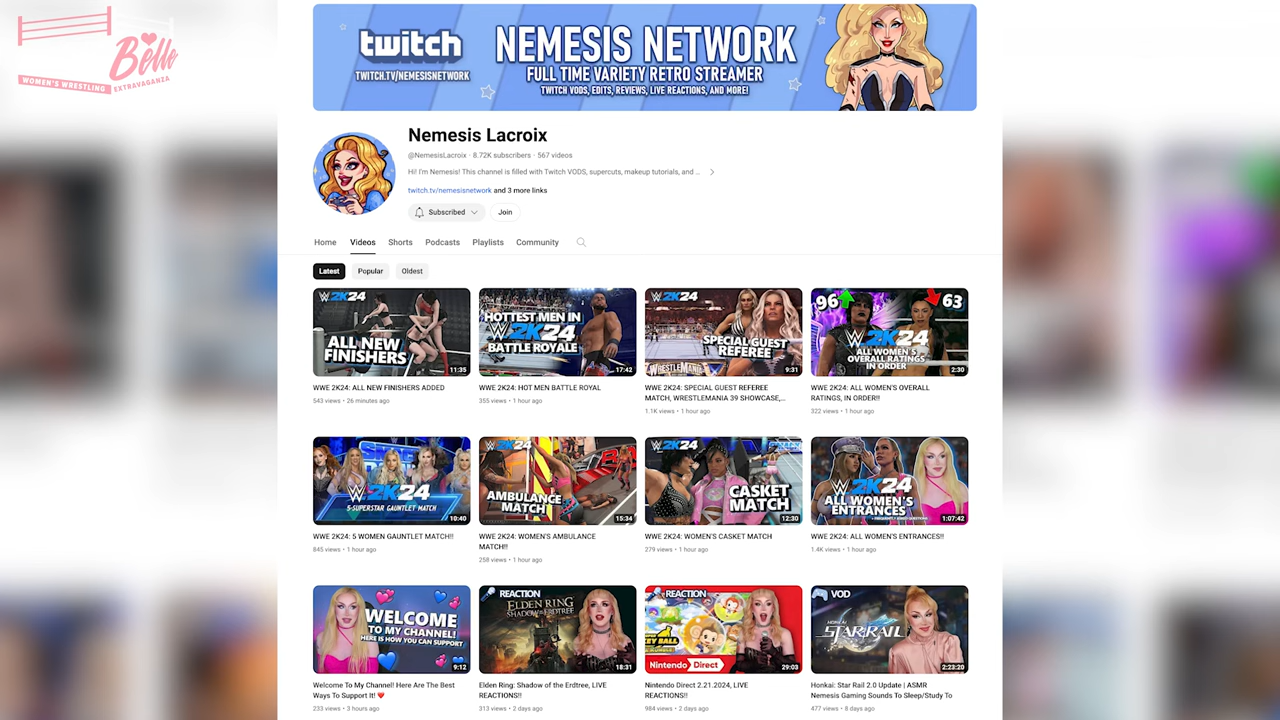 Belle
WOMEN'S WRESTLING EXTRAVAGANZA
twitch
TWITCH.TV/NEMESISNETWORK
NEMESIS NETWORK
FULL TIME VARIETY RETRO STREAMER
TWITCH VODS, EDITS, REVIEWS, LIVE REACTIONS, AND MORE!
Nemesis Lacroix
@NemesisLacroix · 8.72K subscribers · 567 videos
Hi! I'm Nemesis! This channel is filled with Twitch VODS, supercuts, makeup tutorials, and ...
twitch.tv/nemesisnetwork and 3 more links
Subscribed
Join
Home Videos Shorts Podcasts Playlists Community
Latest Popular Oldest
W 2K24
ALL NEW
FINISHERS
11:35
WWE 2K24: ALL NEW FINISHERS ADDED
543 views • 26 minutes ago
HOTTEST MEN IN
W 2K24
BATTLE ROYALE
17:42
WWE 2K24: HOT MEN BATTLE ROYAL
355 views • 1 hour ago
W 2K24
SPECIAL GUEST
REFEREE
WRESTLEMANIA
9:31
WWE 2K24: SPECIAL GUEST REFEREE
MATCH, WRESTLEMANIA 39 SHOWCASE,...
1.1K views • 1 hour ago
96
63
W 2K24
ALL WOMEN'S
OVERALL RATINGS
IN ORDER
2:30
WWE 2K24: ALL WOMEN'S OVERALL
RATINGS, IN ORDER!!
322 views • 1 hour ago
W 2K24
5-SUPERSTAR GAUNTLET MATCH
10:40
WWE 2K24: 5 WOMEN GAUNTLET MATCH!!
845 views • 1 hour ago
W 2K24
AMBULANCE
MATCH
15:34
WWE 2K24: WOMEN'S AMBULANCE
MATCH!!
258 views • 1 hour ago
W 2K24
CASKET
MATCH
12:30
WWE 2K24: WOMEN'S CASKET MATCH
279 views • 1 hour ago
W 2K24
ALL WOMEN'S
ENTRANCES
+ FREQUENTLY ASKED QUESTIONS
1:07:42
WWE 2K24: ALL WOMEN'S ENTRANCES!!
1.4K views • 1 hour ago
WELCOME
TO MY CHANNEL!
HERE IS HOW YOU CAN SUPPORT
9:12
Welcome To My Channel! Here Are The Best
Ways To Support It! ❤
233 views • 3 hours ago
REACTION
ELDEN RING
SHADOW OF THE ERDTREE
18:31
Elden Ring: Shadow of the Erdtree, LIVE
REACTIONS!!
313 views • 2 days ago
REACTION
Nintendo Direct
29:03
Nintendo Direct 2.21.2024, LIVE
REACTIONS!!
984 views • 2 days ago
VOD
HONKAI
STAR RAIL
2:23:20
Honkai: Star Rail 2.0 Update | ASMR
Nemesis Gaming Sounds To Sleep/Study To
477 views • 8 days ago